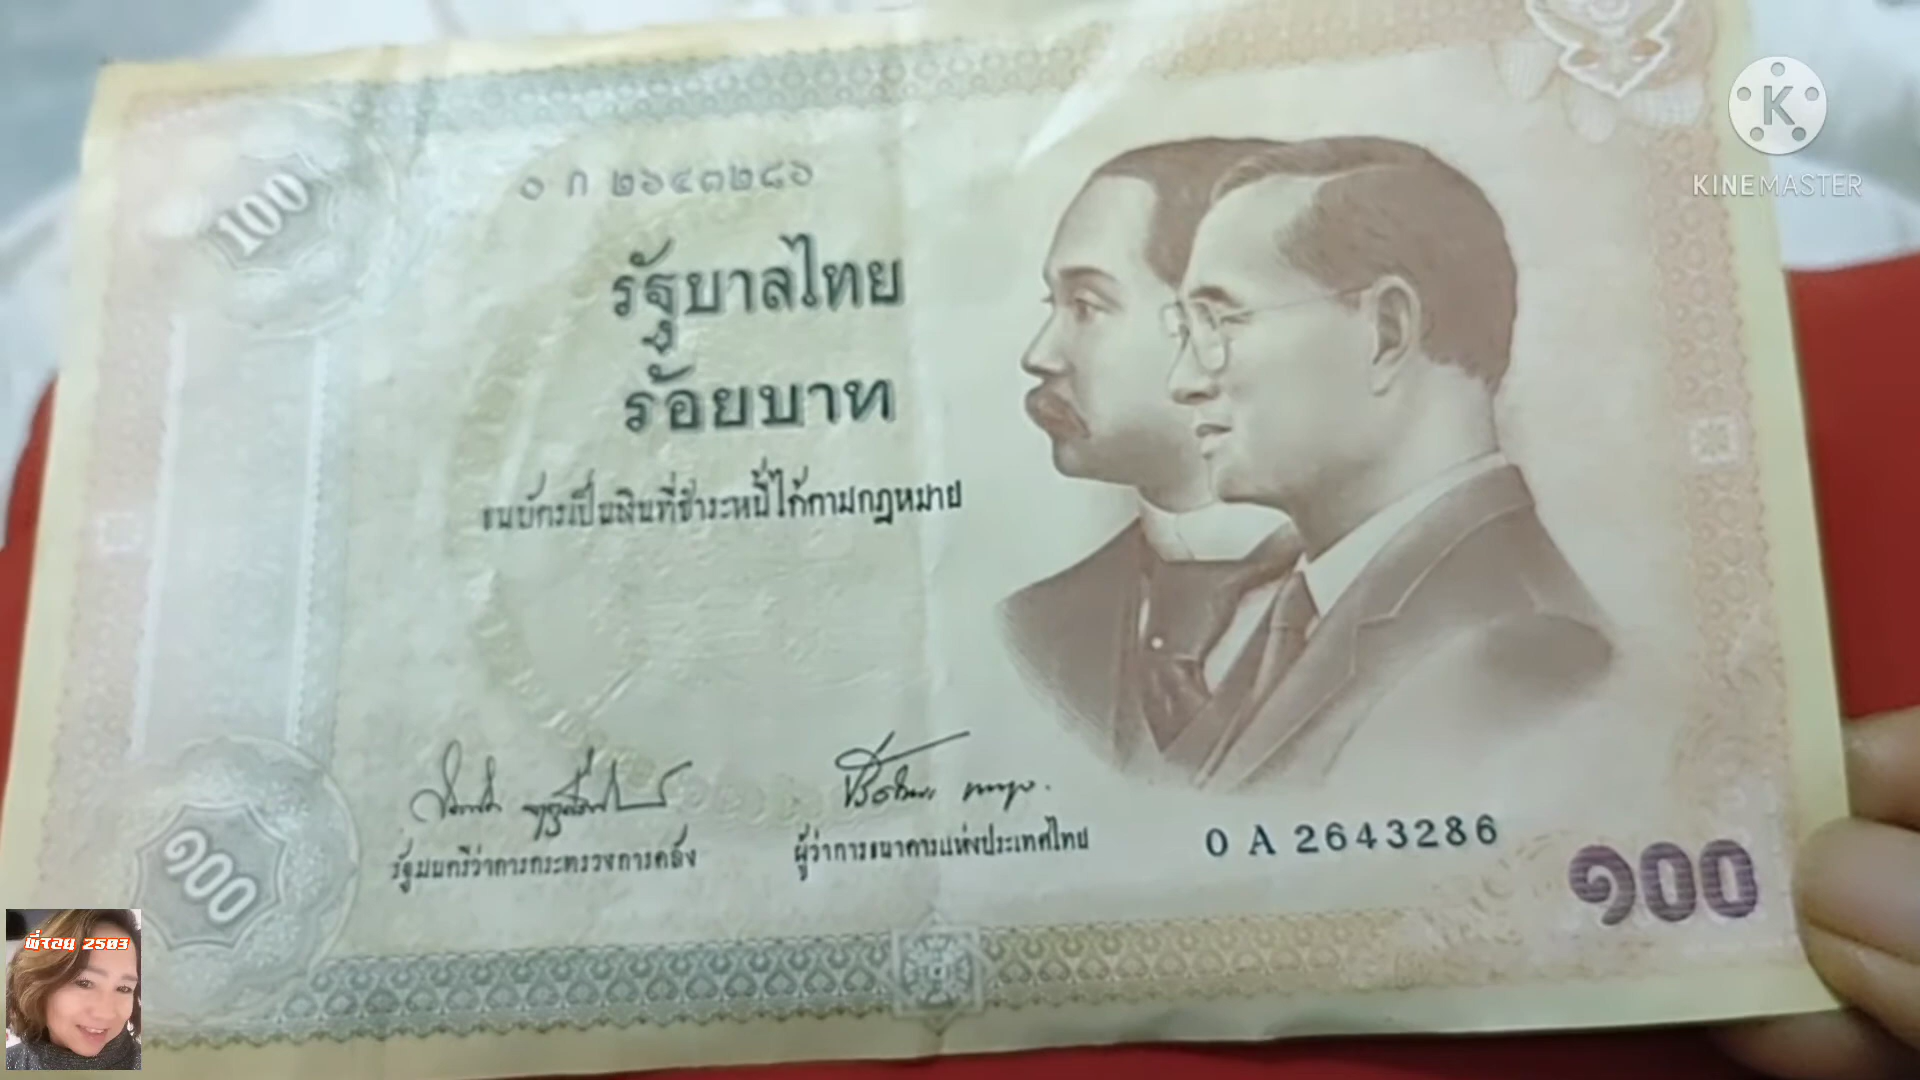 100
KINEMASTER
๐ ก ๒๖๔๓๒๘๖
รัฐบาลไทย
ร้อยบาท
ธนบัตรเป็นเงินที่ชำระหนี้ได้ตามกฎหมาย
รัฐมนตรีว่าการกระทรวงการคลัง
ผู้ว่าการธนาคารแห่งประเทศไทย
0 A 2643286
๑๐๐
๑๐๐
พี่จอย 2503